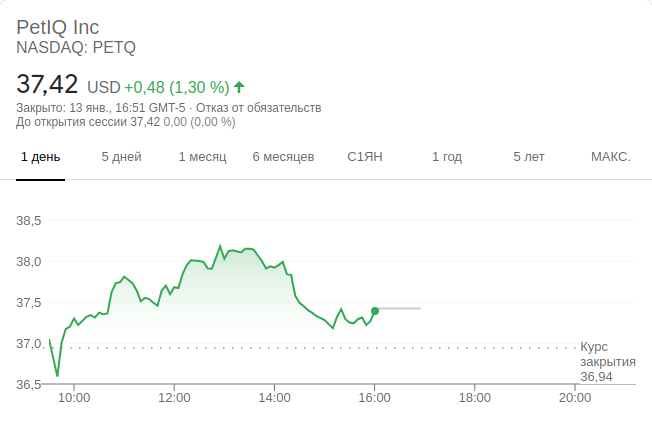 PetIQ Inc
NASDAQ: PETQ
37,42 USD +0,48 (1,30 %)
Закрыто: 13 янв., 16:51 GMT-5 · Отказ от обязательств
До открытия сессии 37,42 0,00 (0,00 %)
1 день 5 дней 1 месяц 6 месяцев С1ЯН 1 год 5 лет МАКС.
38,5
38,0
37,5
37,0
36,5
Курс
закрытия
36,94
10:00 12:00 14:00 16:00 18:00 20:00